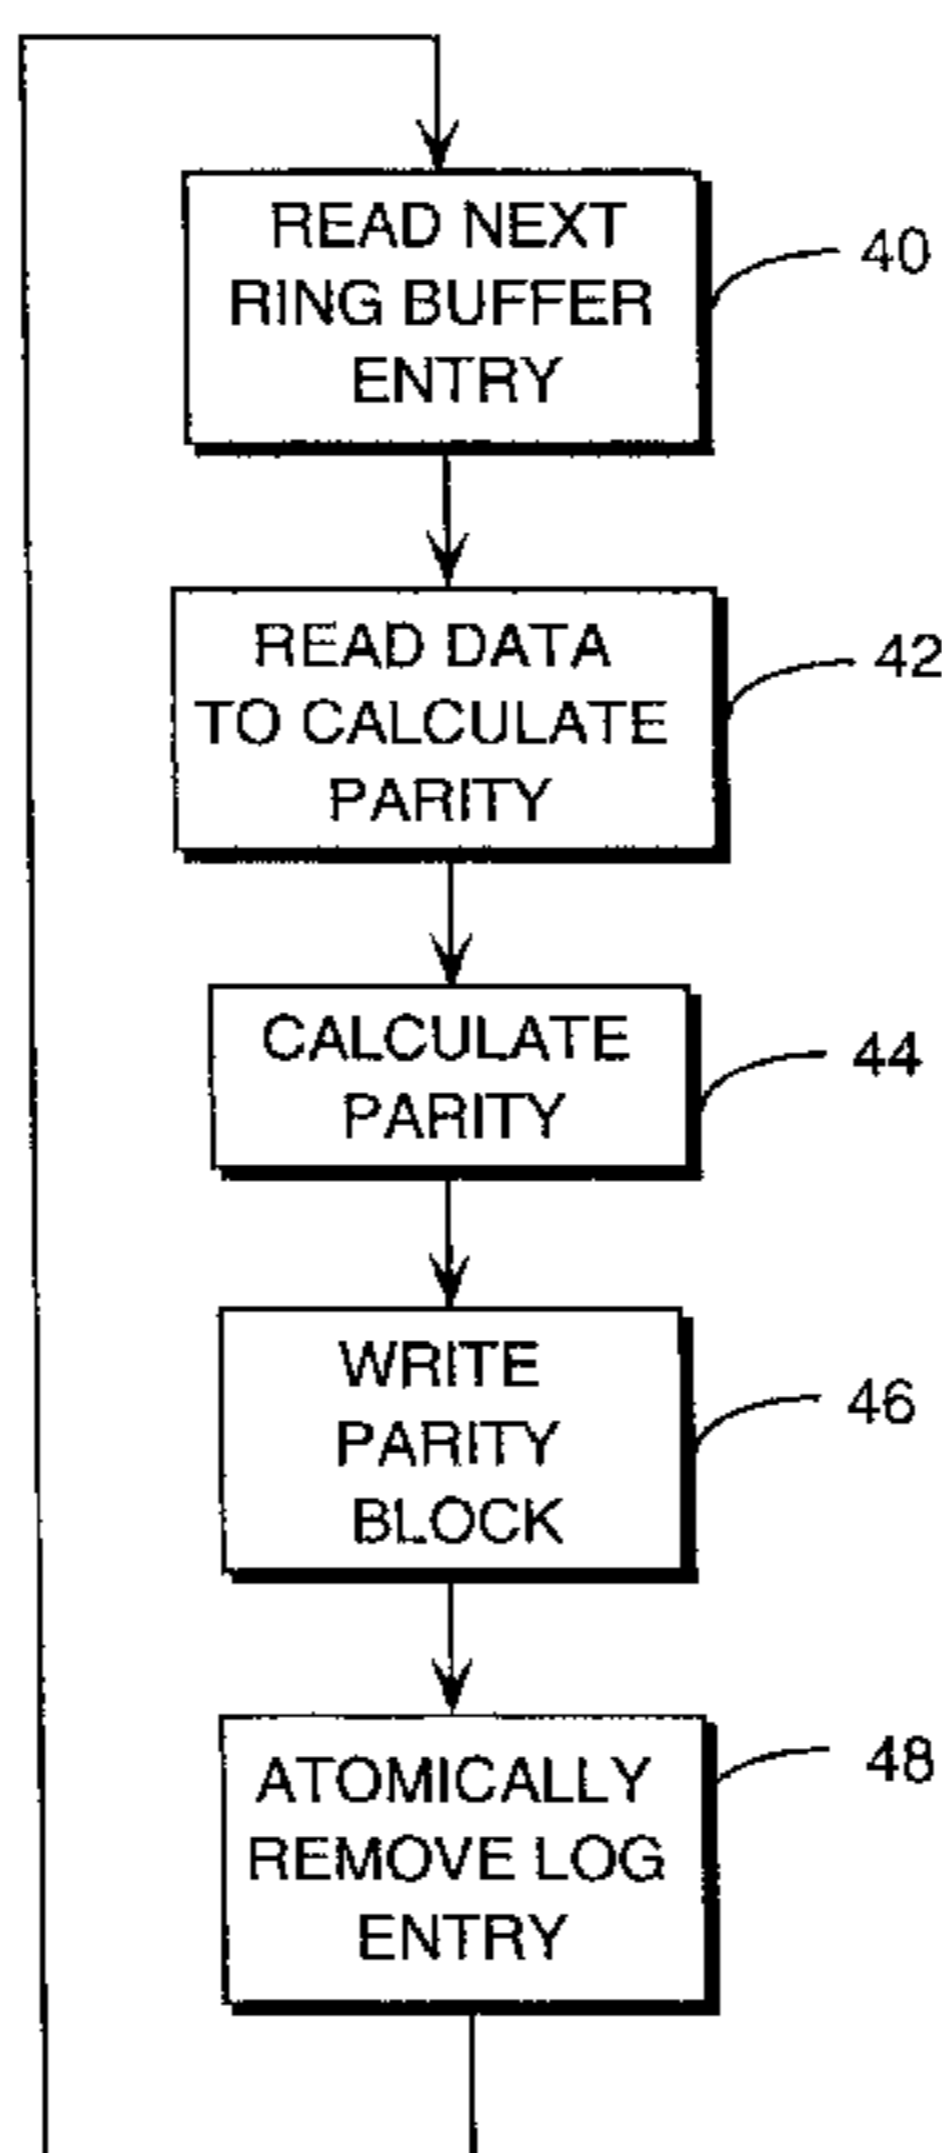 READ NEXT
RING BUFFER
ENTRY
40
READ DATA
TO CALCULATE
PARITY
42
CALCULATE
PARITY
44
WRITE
PARITY
BLOCK
46
ATOMICALLY
REMOVE LOG
ENTRY
48